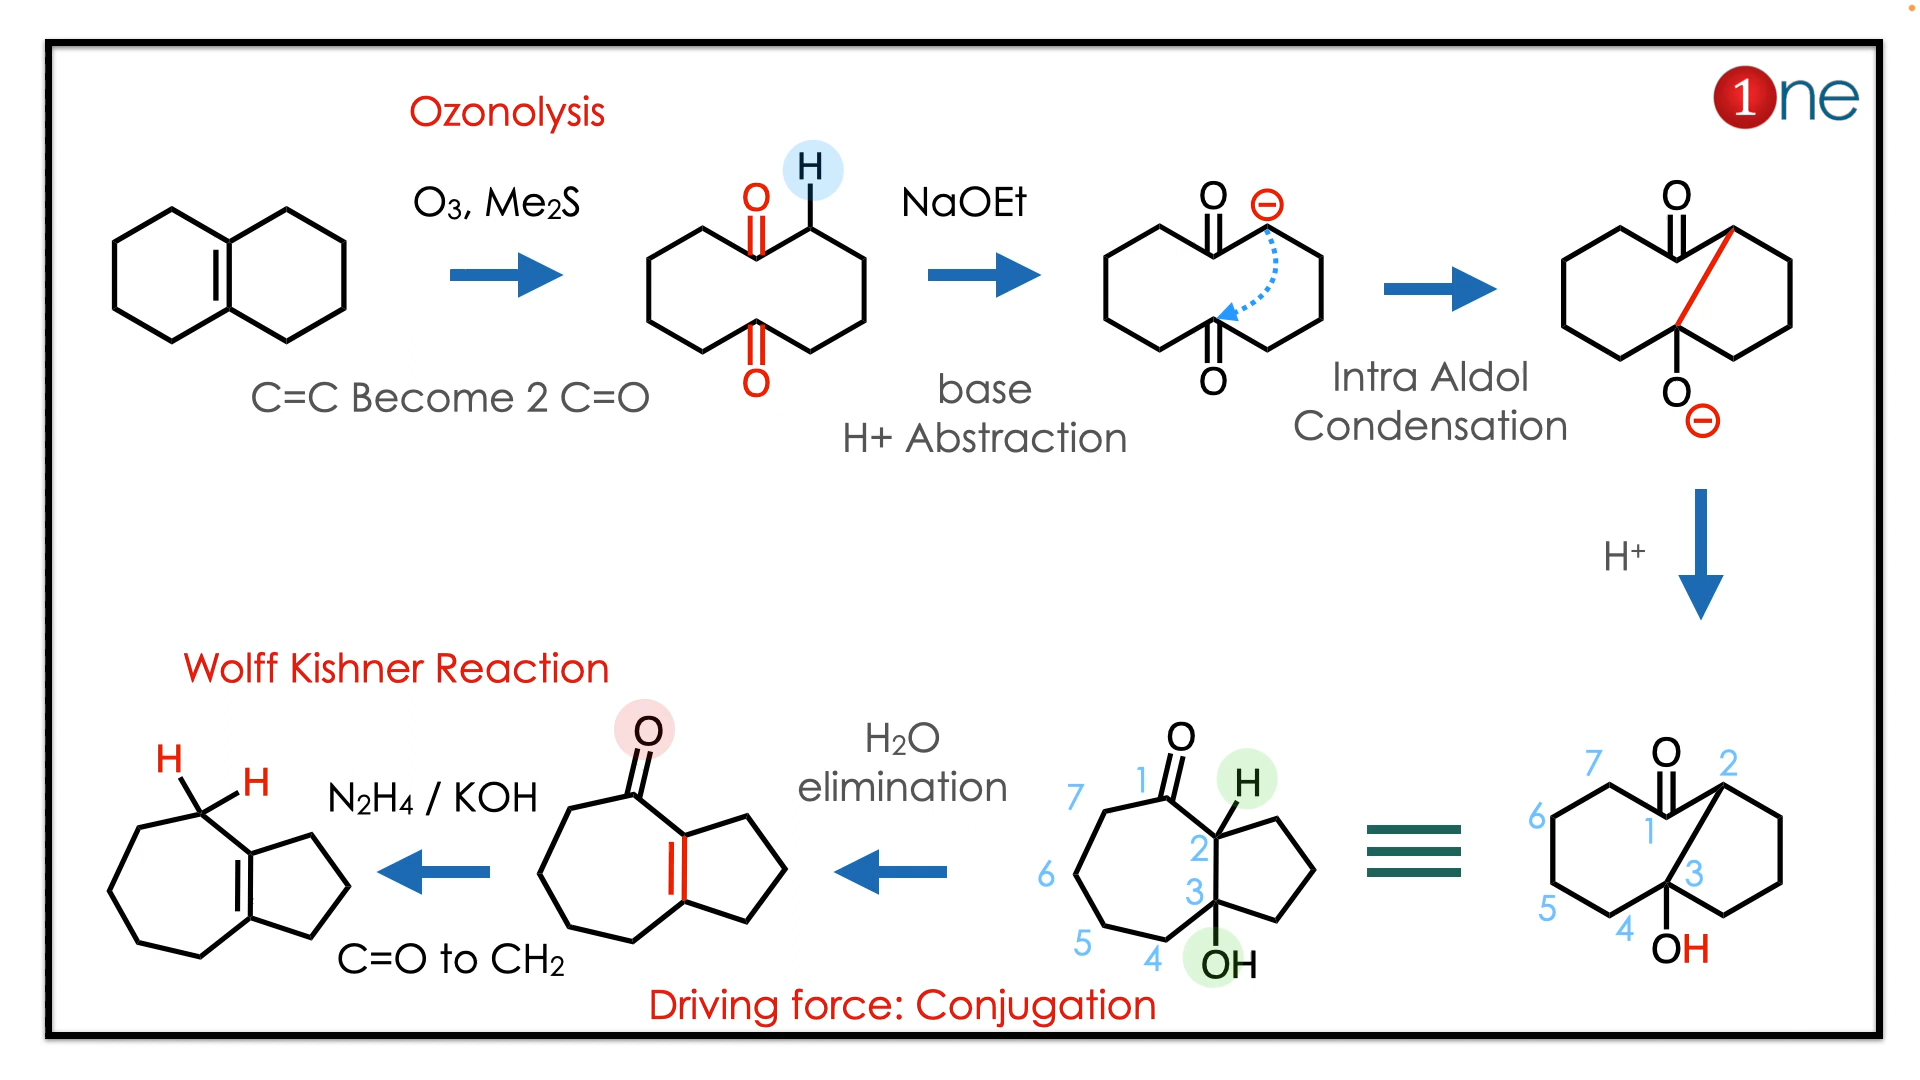 Ozonolysis
1ne
O₃, Me₂S
H
NaOEt
O
O
O
⊖
O
O
O
⊖
C=C Become 2 C=O
base
H+ Abstraction
Intra Aldol
Condensation
H⁺
Wolff Kishner Reaction
H
H
N₂H₄ / KOH
C=O to CH₂
O
H₂O
elimination
Driving force: Conjugation
O
H
1
2
3
4
5
6
7
OH
O
1
2
3
4
5
6
7
OH